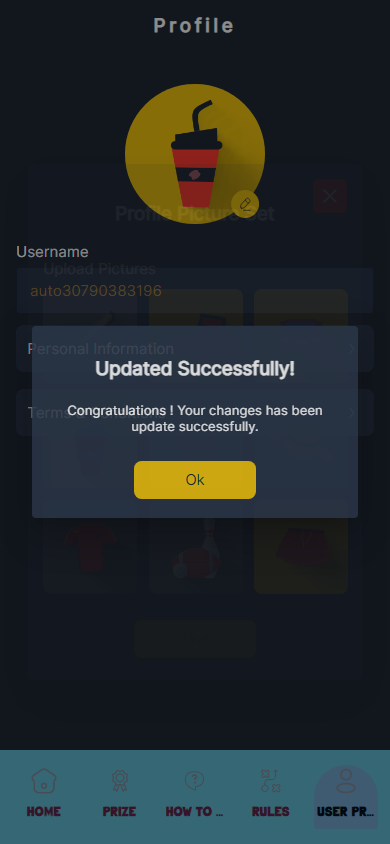 Profile
Profile Picture Set
Username
Upload Pictures
auto30790383196
Personal Information
Updated Successfully!
Congratulations ! Your changes has been
update successfully.
Ok
HOME
PRIZE
HOW TO ...
RULES
USER PR...